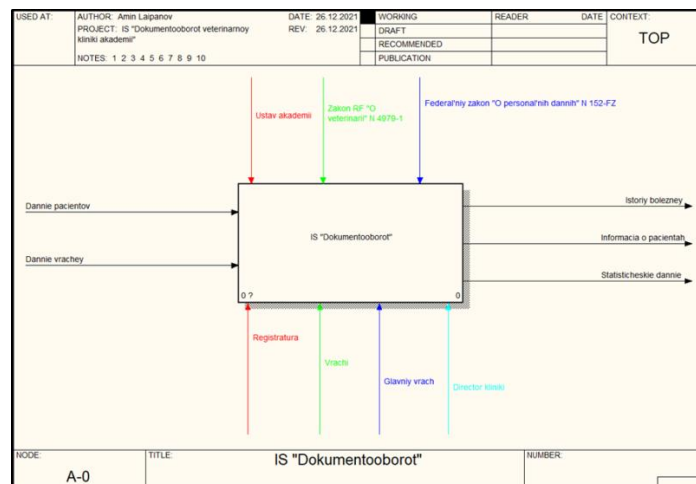 USED AT:
AUTHOR: Amin Laipanov
DATE: 26.12.2021
PROJECT: IS "Dokumentooborot veterinarnoy
kliniki akademii"
REV: 26.12.2021
NOTES: 1 2 3 4 5 6 7 8 9 10
WORKING
DRAFT
RECOMMENDED
PUBLICATION
READER
DATE
CONTEXT:
TOP
Ustav akademii
Zakon RF "O
veterinarii" N 4979-1
Federal'niy zakon "O personal'nih dannih" N 152-FZ
Dannie pacientov
Dannie vrachey
IS "Dokumentooborot"
0 ?
0
Istoriy bolezney
Informacia o pacientah
Statisticheskie dannie
Registratura
Vrachi
Glavniy vrach
Director kliniki
NODE:
A-0
TITLE:
IS "Dokumentooborot"
NUMBER: